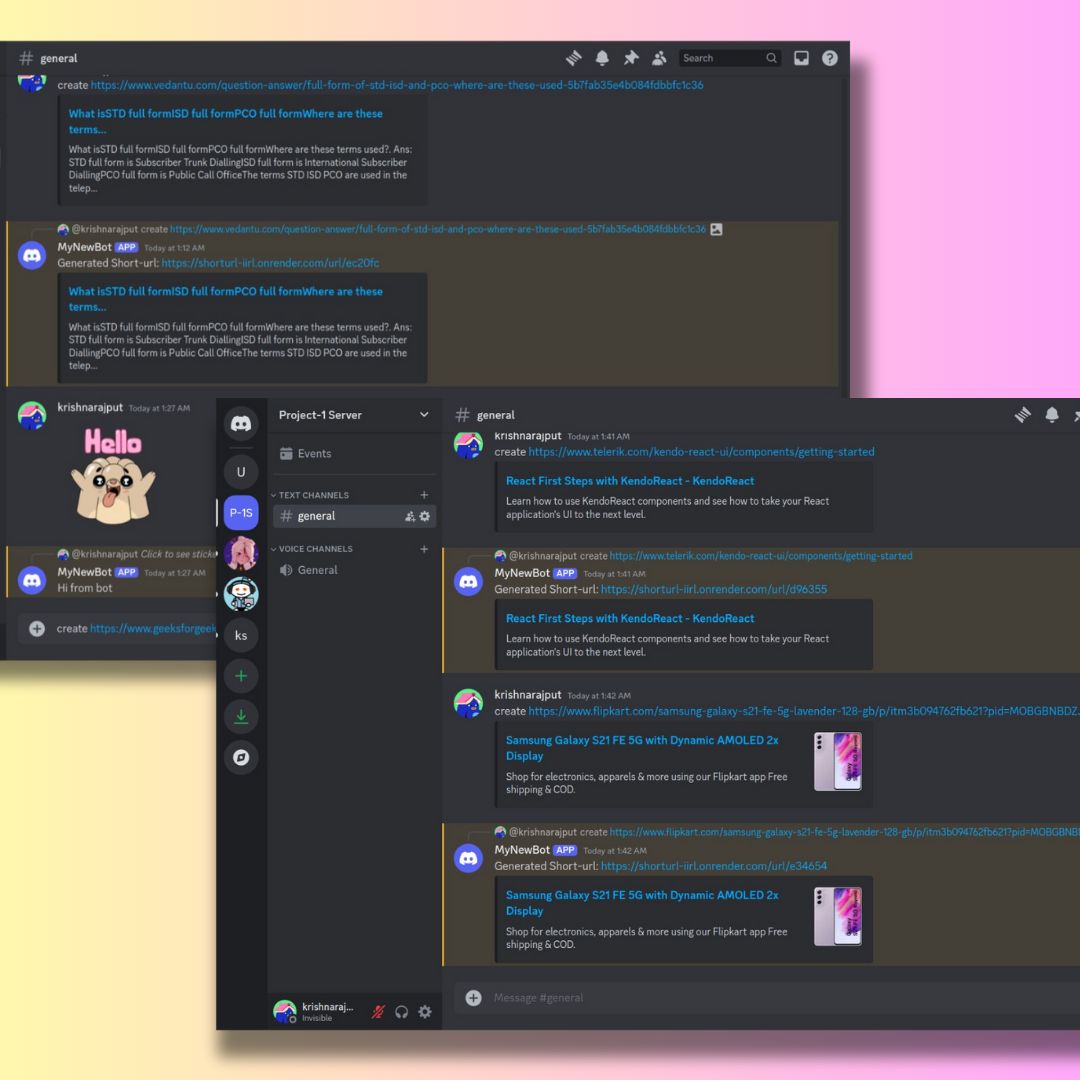 # general
Search
create https://www.vedantu.com/question-answer/full-form-of-std-isd-and-pco-where-are-these-used-5b7fab35e4b084fdbbfc1c36
What isSTD full formISD full formPCO full formWhere are these
terms...
What isSTD full formISD full formPCO full formWhere are these terms used?. Ans:
STD full form is Subscriber Trunk DiallingISD full form is International Subscriber
DiallingPCO full form is Public Call OfficeThe terms STD ISD PCO are used in the
telep...
@krishnarajput create https://www.vedantu.com/question-answer/full-form-of-std-isd-and-pco-where-are-these-used-5b7fab35e4b084fdbbfc1c36
MyNewBot APP Today at 1:12 AM
Generated Short-url: https://shorturl-iirl.onrender.com/url/ec20fc
What isSTD full formISD full formPCO full formWhere are these
terms...
What isSTD full formISD full formPCO full formWhere are these terms used?. Ans:
STD full form is Subscriber Trunk DiallingISD full form is International Subscriber
DiallingPCO full form is Public Call OfficeThe terms STD ISD PCO are used in the
telep...
krishnarajput Today at 1:27 AM
Hello
@krishnarajput Click to see sticke
MyNewBot APP Today at 1:27 AM
Hi from bot
create https://www.geeksforgeek
U
P-1S
ks
Project-1 Server
Events
TEXT CHANNELS
# general
VOICE CHANNELS
General
krishnaraj...
Invisible
# general
krishnarajput Today at 1:41 AM
create https://www.telerik.com/kendo-react-ui/components/getting-started
React First Steps with KendoReact - KendoReact
Learn how to use KendoReact components and see how to take your React
application's UI to the next level.
@krishnarajput create https://www.telerik.com/kendo-react-ui/components/getting-started
MyNewBot APP Today at 1:41 AM
Generated Short-url: https://shorturl-iirl.onrender.com/url/d96355
React First Steps with KendoReact - KendoReact
Learn how to use KendoReact components and see how to take your React
application's UI to the next level.
krishnarajput Today at 1:42 AM
create https://www.flipkart.com/samsung-galaxy-s21-fe-5g-lavender-128-gb/p/itm3b094762fb621?pid=MOBGBNBDZ
Samsung Galaxy S21 FE 5G with Dynamic AMOLED 2x
Display
Shop for electronics, apparels & more using our Flipkart app Free
shipping & COD.
@krishnarajput create https://www.flipkart.com/samsung-galaxy-s21-fe-5g-lavender-128-gb/p/itm3b094762fb621?pid=MOBGBNBD
MyNewBot APP Today at 1:42 AM
Generated Short-url: https://shorturl-iirl.onrender.com/url/e34654
Samsung Galaxy S21 FE 5G with Dynamic AMOLED 2x
Display
Shop for electronics, apparels & more using our Flipkart app Free
shipping & COD.
Message #general